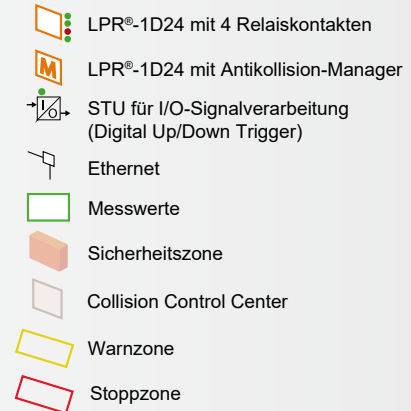 LPR®-1D24 mit 4 Relaiskontakten
M LPR®-1D24 mit Antikollision-Manager
I/O STU für I/O-Signalverarbeitung
(Digital Up/Down Trigger)
Ethernet
Messwerte
Sicherheitszone
Collision Control Center
Warnzone
Stoppzone